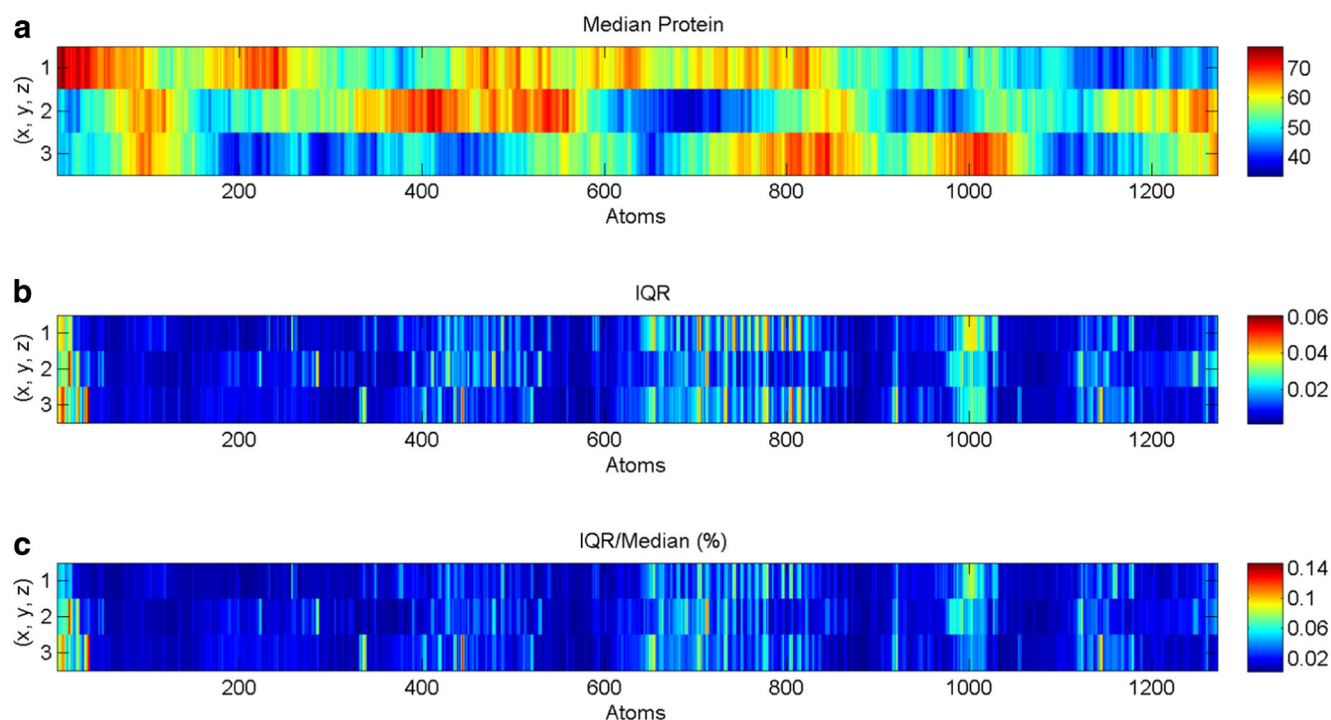 a
Median Protein
(x, y, z)
1
2
3
200 400 600 800 1000 1200
Atoms
70
60
50
40
b
IQR
(x, y, z)
1
2
3
200 400 600 800 1000 1200
Atoms
0.06
0.04
0.02
c
IQR/Median (%)
(x, y, z)
1
2
3
200 400 600 800 1000 1200
Atoms
0.14
0.1
0.06
0.02